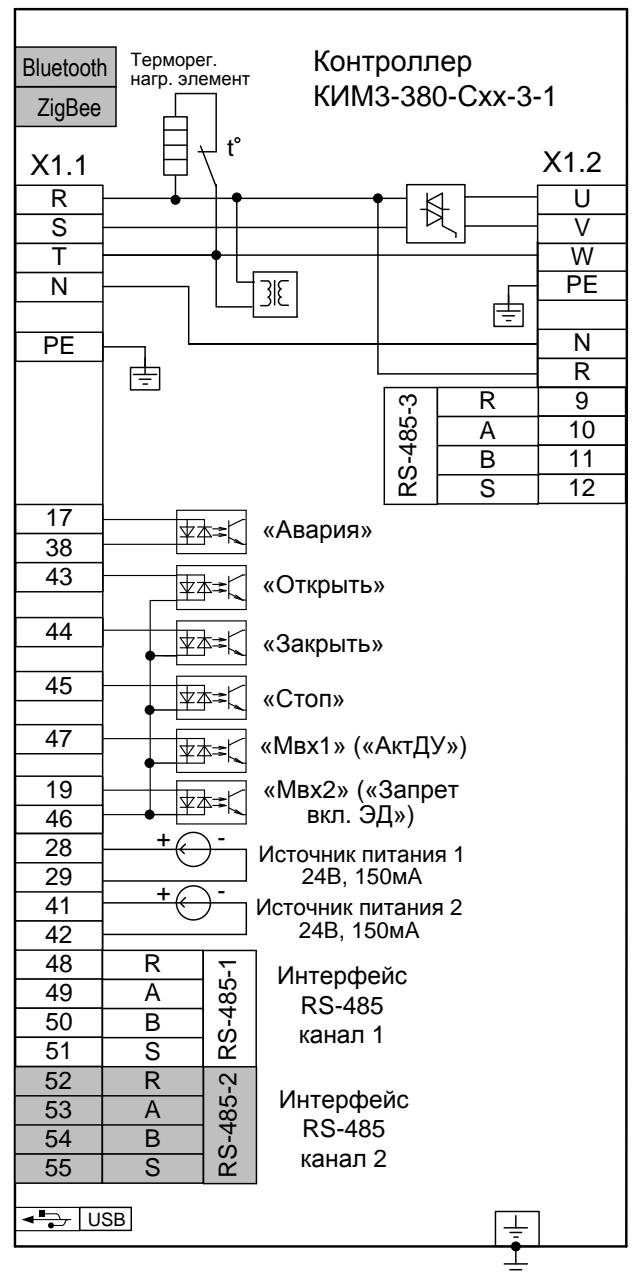 Bluetooth
ZigBee
Терморег.
нагр. элемент
Контроллер
КИМ3-380-Схх-3-1
t°
X1.1
R
S
T
N
PE
X1.2
U
V
W
PE
N
R
RS-485-3
R 9
A 10
B 11
S 12
17
38
«Авария»
43
«Открыть»
44
«Закрыть»
45
«Стоп»
47
«Мвх1» («АктДУ»)
19
46
«Мвх2» («Запрет
вкл. ЭД»)
28
29
+ -
Источник питания 1
24В, 150мА
41
42
+ -
Источник питания 2
24В, 150мА
48 R
49 A
50 B
51 S
RS-485-1
Интерфейс
RS-485
канал 1
52 R
53 A
54 B
55 S
RS-485-2
Интерфейс
RS-485
канал 2
USB